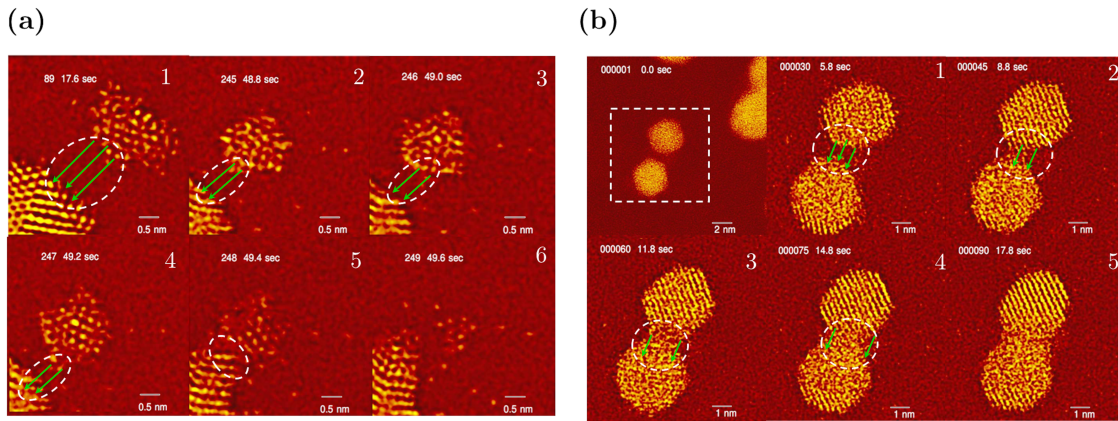 (a)
(b)
89 17.6 sec 1
245 48.8 sec 2
246 49.0 sec 3
0.5 nm
0.5 nm
0.5 nm
247 49.2 sec 4
248 49.4 sec 5
249 49.6 sec 6
0.5 nm
0.5 nm
0.5 nm
000001 0.0 sec
000030 5.8 sec 1
000045 8.8 sec 2
2 nm
1 nm
1 nm
000060 11.8 sec 3
000075 14.8 sec 4
000090 17.8 sec 5
1 nm
1 nm
1 nm